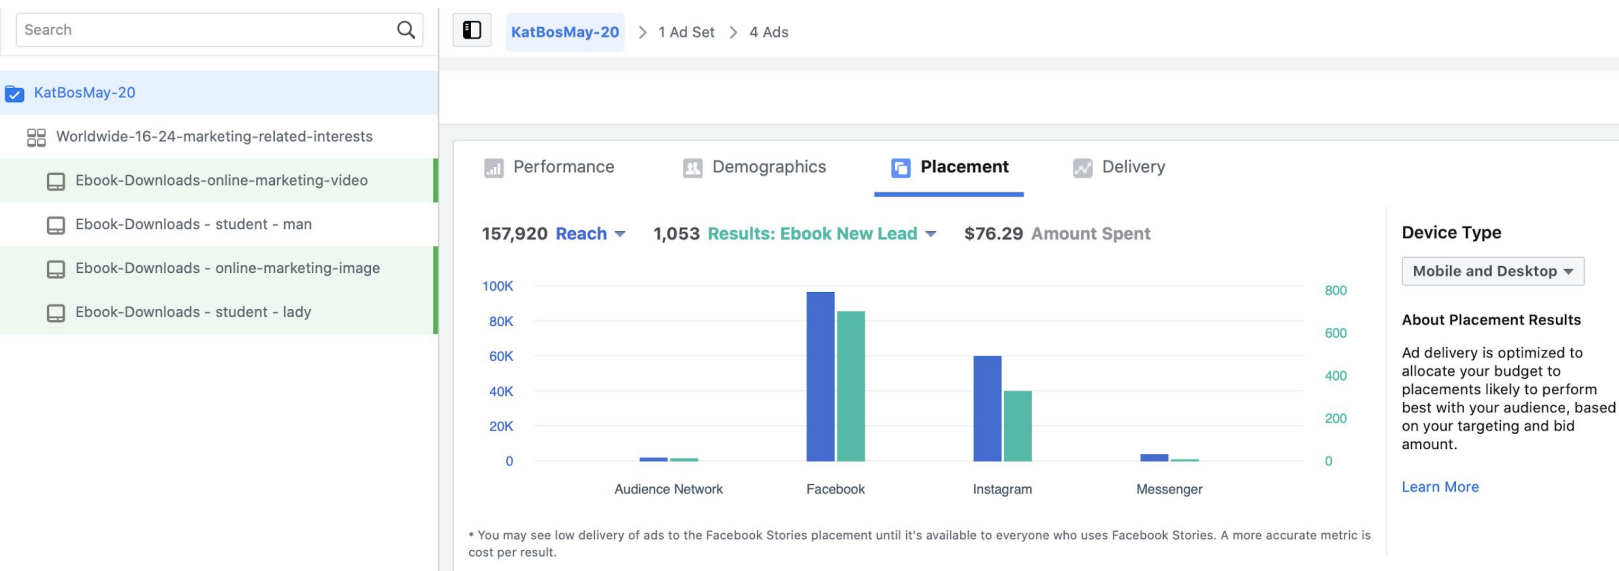 Search
KatBosMay-20
Worldwide-16-24-marketing-related-interests
Ebook-Downloads-online-marketing-video
Ebook-Downloads - student - man
Ebook-Downloads - online-marketing-image
Ebook-Downloads - student - lady
KatBosMay-20 > 1 Ad Set > 4 Ads
Performance Demographics Placement Delivery
157,920 Reach 1,053 Results: Ebook New Lead $76.29 Amount Spent
100K
80K
60K
40K
20K
0
800
600
400
200
0
Audience Network Facebook Instagram Messenger
* You may see low delivery of ads to the Facebook Stories placement until it's available to everyone who uses Facebook Stories. A more accurate metric is
cost per result.
Device Type
Mobile and Desktop
About Placement Results
Ad delivery is optimized to
allocate your budget to
placements likely to perform
best with your audience, based
on your targeting and bid
amount.
Learn More